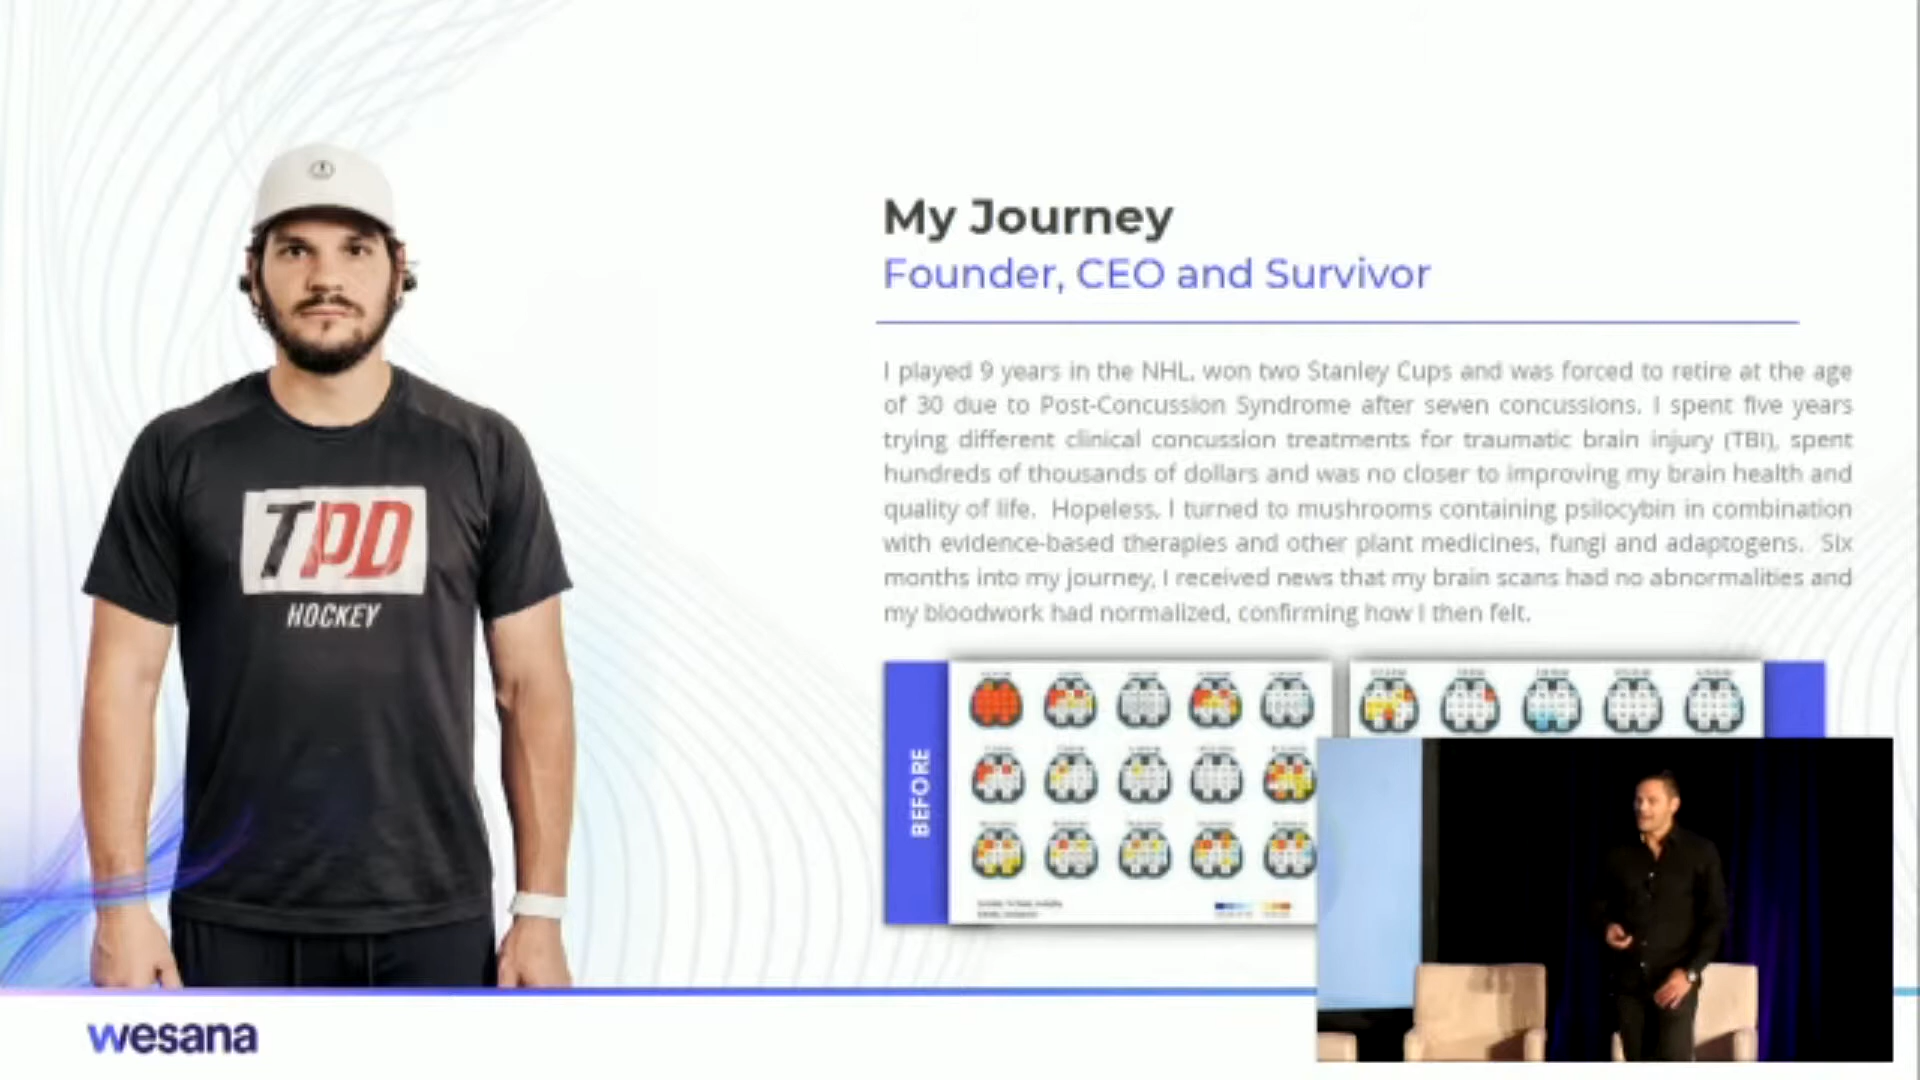 My Journey
Founder, CEO and Survivor
I played 9 years in the NHL, won two Stanley Cups and was forced to retire at the age
of 30 due to Post-Concussion Syndrome after seven concussions. I spent five years
trying different clinical concussion treatments for traumatic brain injury (TBI), spent
hundreds of thousands of dollars and was no closer to improving my brain health and
quality of life. Hopeless, I turned to mushrooms containing psilocybin in combination
with evidence-based therapies and other plant medicines, fungi and adaptogens. Six
months into my journey, I received news that my brain scans had no abnormalities and
my bloodwork had normalized, confirming how I then felt.
TPD
HOCKEY
BEFORE
wesana